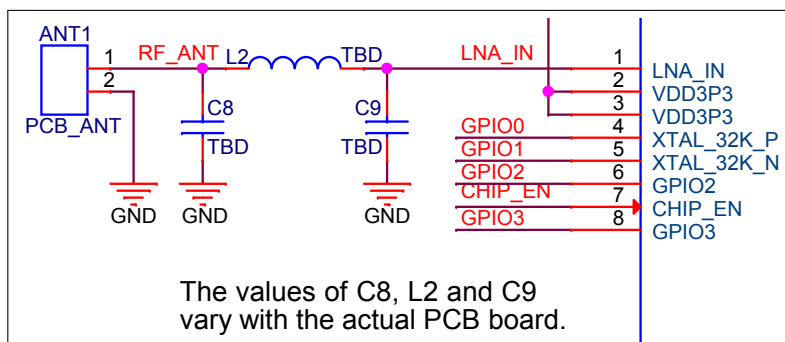 ANT1
1 RF_ANT L2 TBD LNA_IN 1 LNA_IN
2 2 VDD3P3
PCB_ANT C8 C9 3 VDD3P3
TBD TBD GPIO0 4 XTAL_32K_P
GPIO1 5 XTAL_32K_N
GPIO2 6 GPIO2
CHIP_EN 7 CHIP_EN
GND GND GND GPIO3 8 GPIO3
The values of C8, L2 and C9
vary with the actual PCB board.